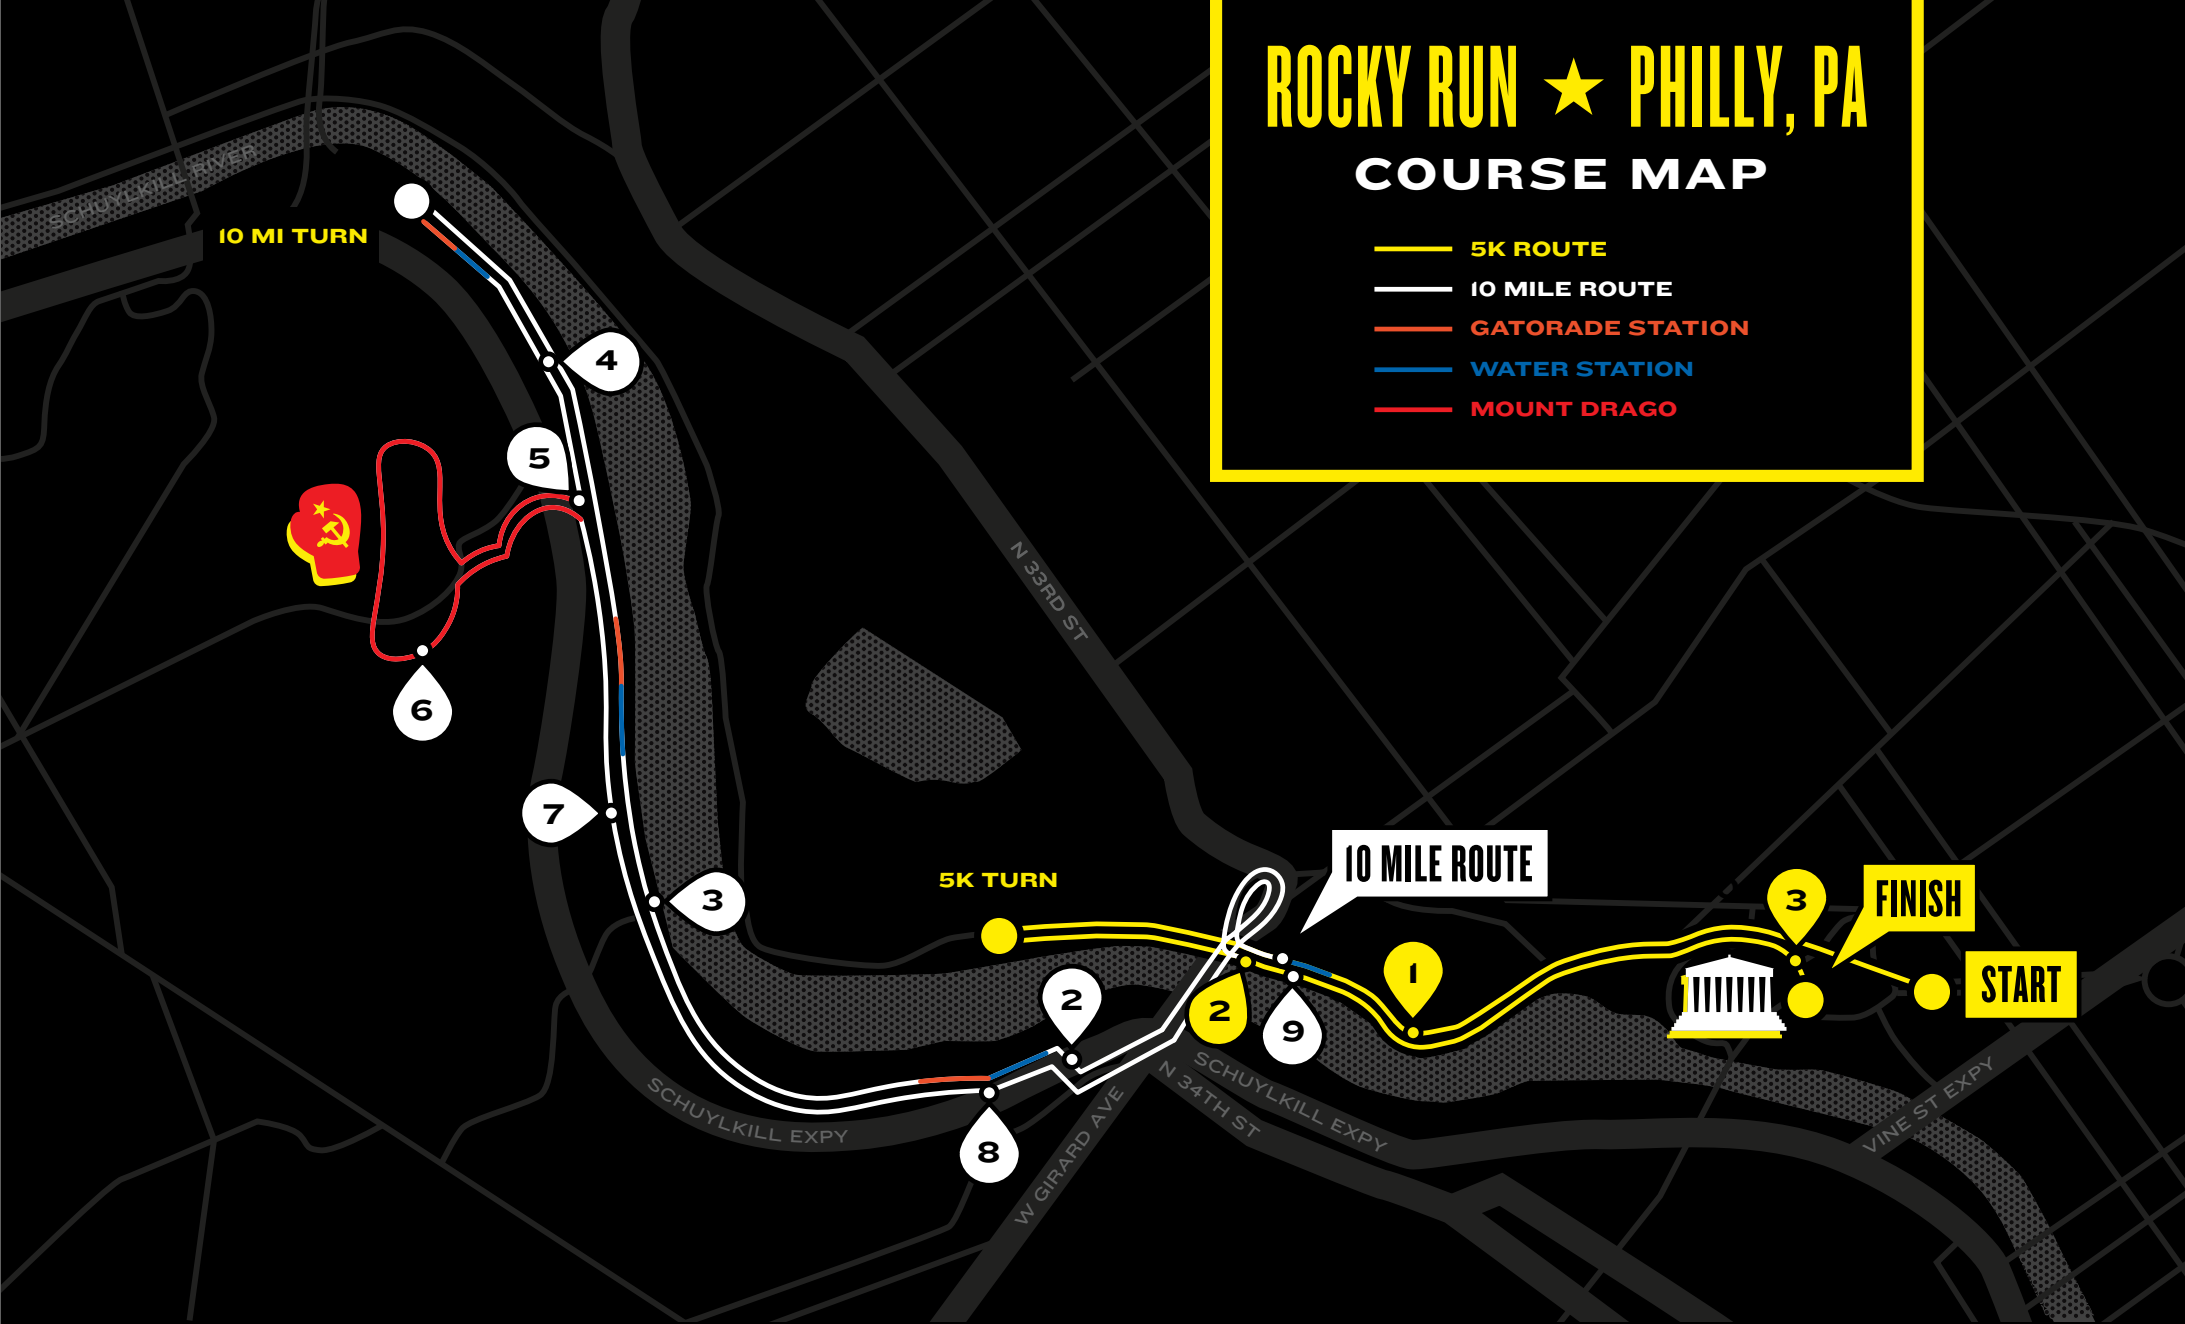 ROCKY RUN ★ PHILLY, PA
COURSE MAP
5K ROUTE
10 MILE ROUTE
GATORADE STATION
WATER STATION
MOUNT DRAGO
SCHUYLKILL RIVER
10 MI TURN
4
5
N 33RD ST
6
7
3
5K TURN
10 MILE ROUTE
3
FINISH
START
1
2
2
9
SCHUYLKILL EXPY
8
W GIRARD AVE
N 34TH ST
SCHUYLKILL EXPY
VINE ST EXPY